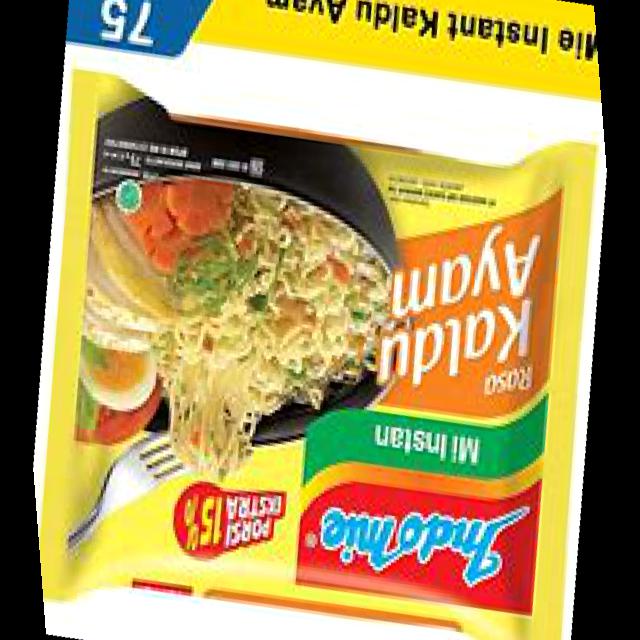 Indomie®
Mi Instan
Rasa
Kaldu
Ayam
PORSI
EKSTRA
15%
Mie Instant Kaldu Ayam
75